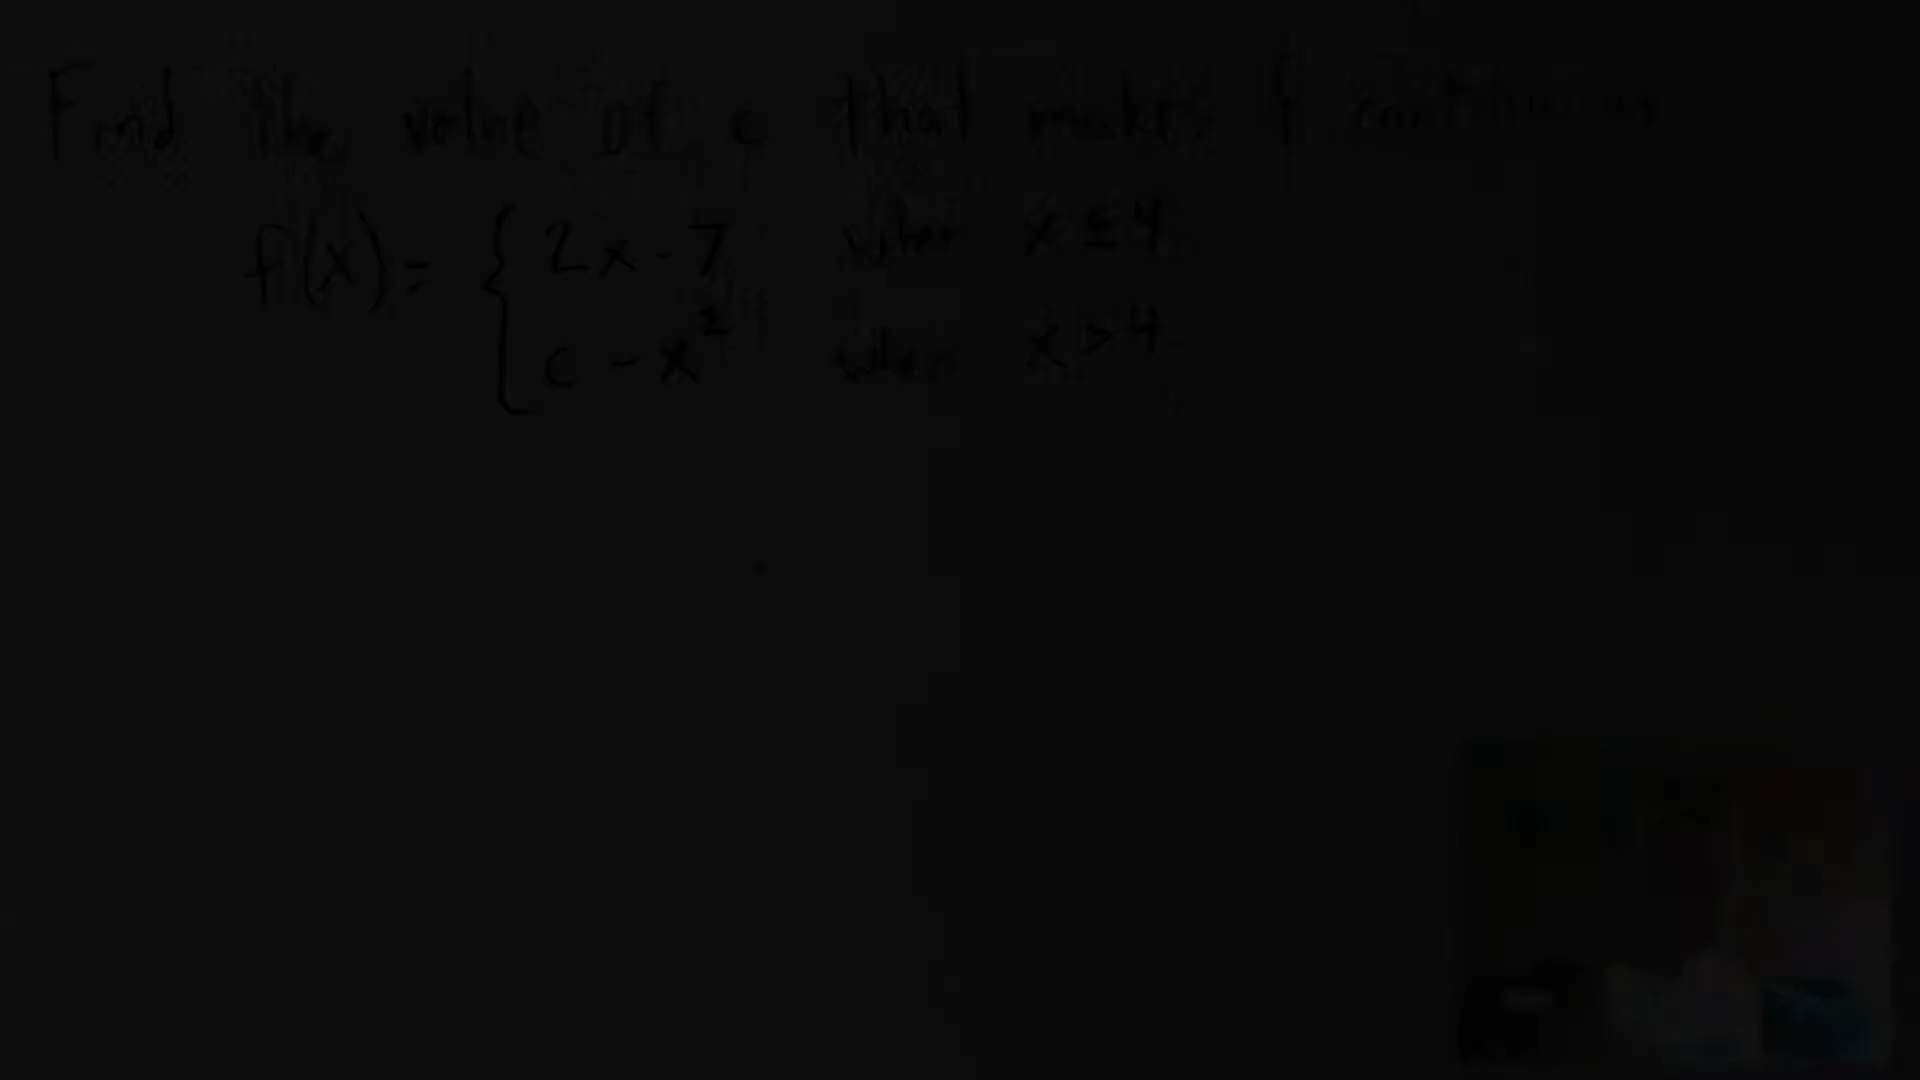 Find the value of c that makes f continuous
f(x) = { 2x - 7 when x ≤ 4
c - x² when x > 4